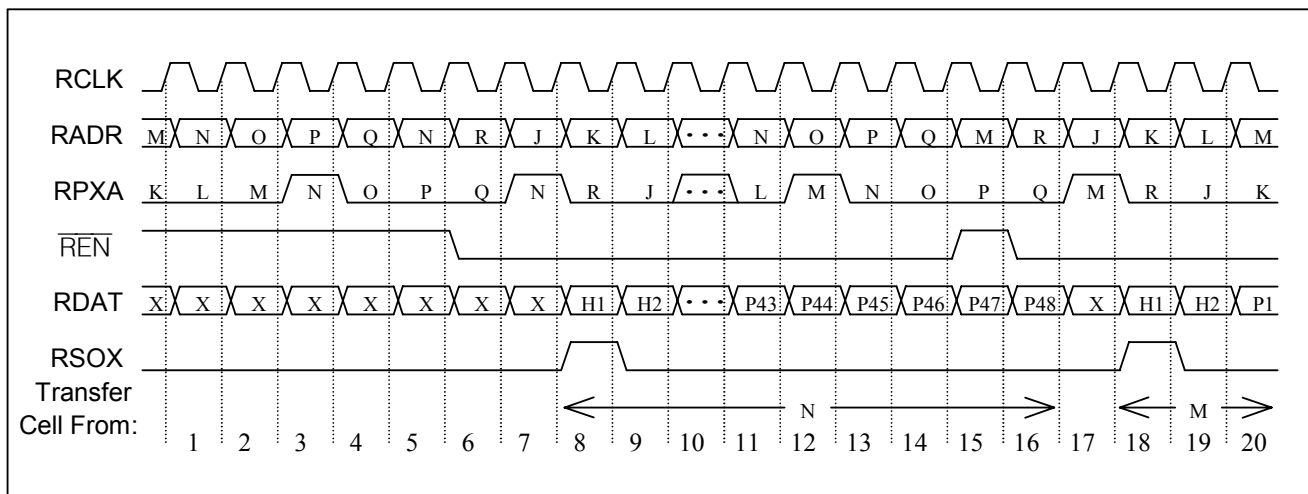 RCLK
RADR M N O P Q N R J K L ••• N O P Q M R J K L M
RPXA K L M N O P Q N R J ••• L M N O P Q M R J K
REN
RDAT X X X X X X X X H1 H2 ••• P43 P44 P45 P46 P47 P48 X H1 H2 P1
RSOX
Transfer
Cell From: N M
1 2 3 4 5 6 7 8 9 10 11 12 13 14 15 16 17 18 19 20